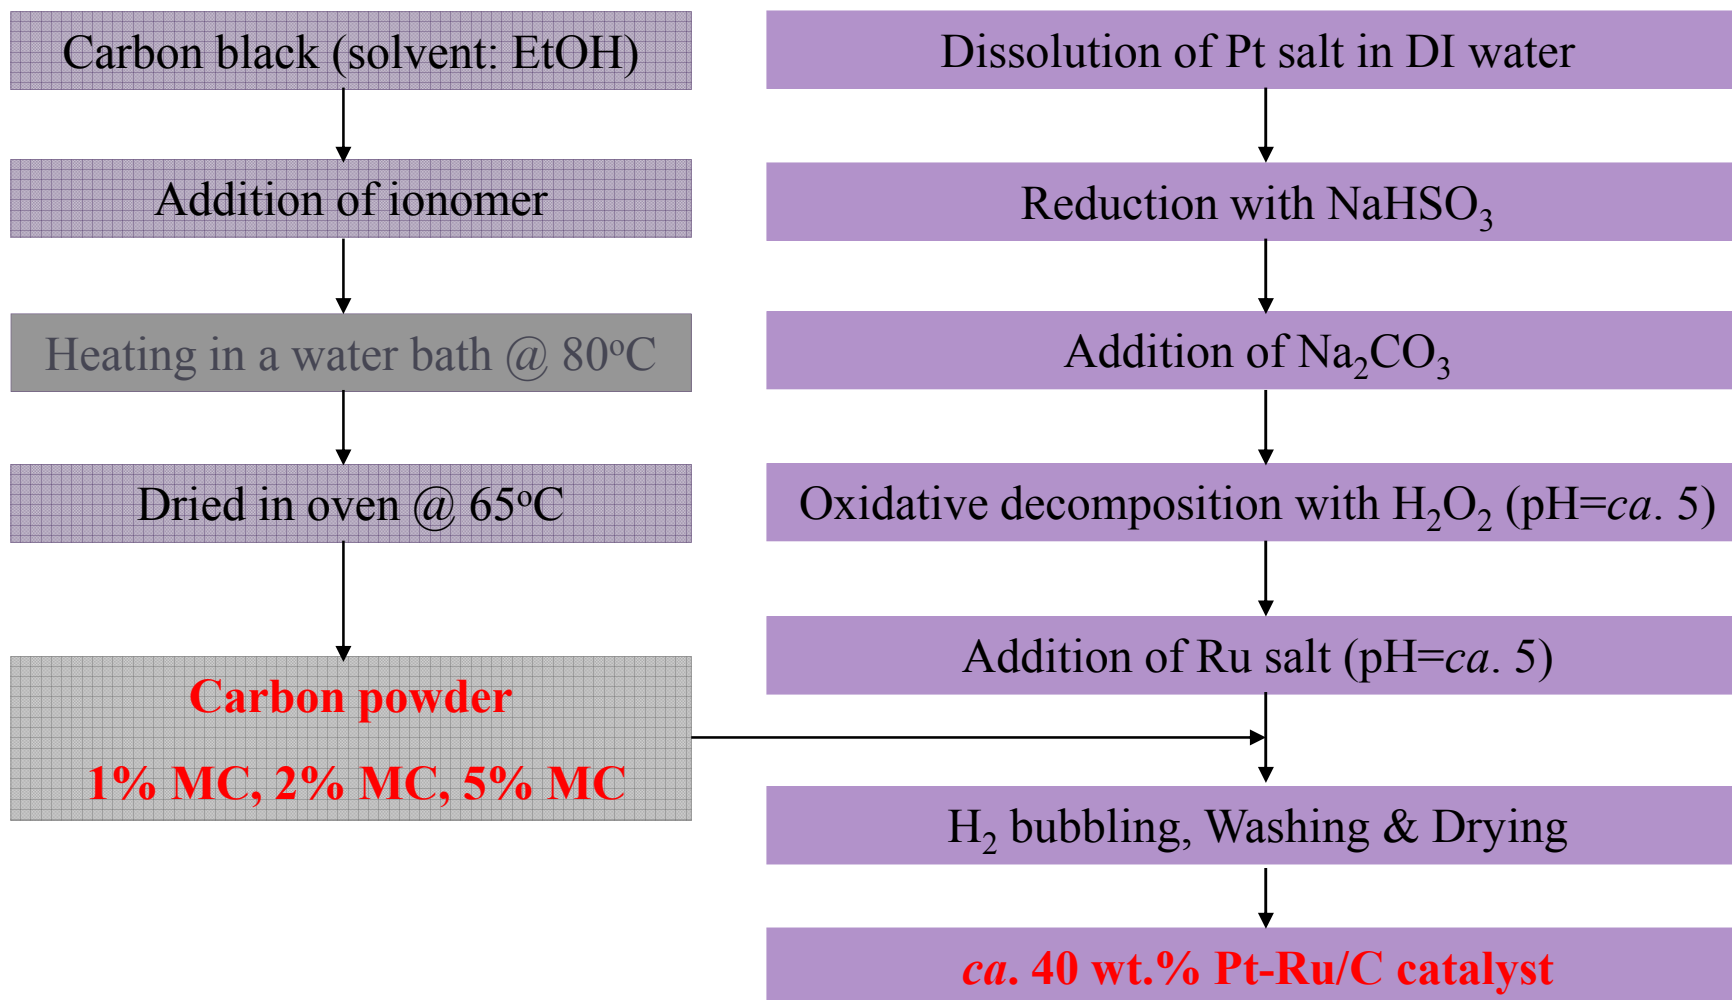 Carbon black (solvent: EtOH)
Addition of ionomer
Heating in a water bath @ 80°C
Dried in oven @ 65°C
Carbon powder
1% MC, 2% MC, 5% MC
Dissolution of Pt salt in DI water
Reduction with NaHSO₃
Addition of Na₂CO₃
Oxidative decomposition with H₂O₂ (pH=ca. 5)
Addition of Ru salt (pH=ca. 5)
H₂ bubbling, Washing & Drying
ca. 40 wt.% Pt-Ru/C catalyst